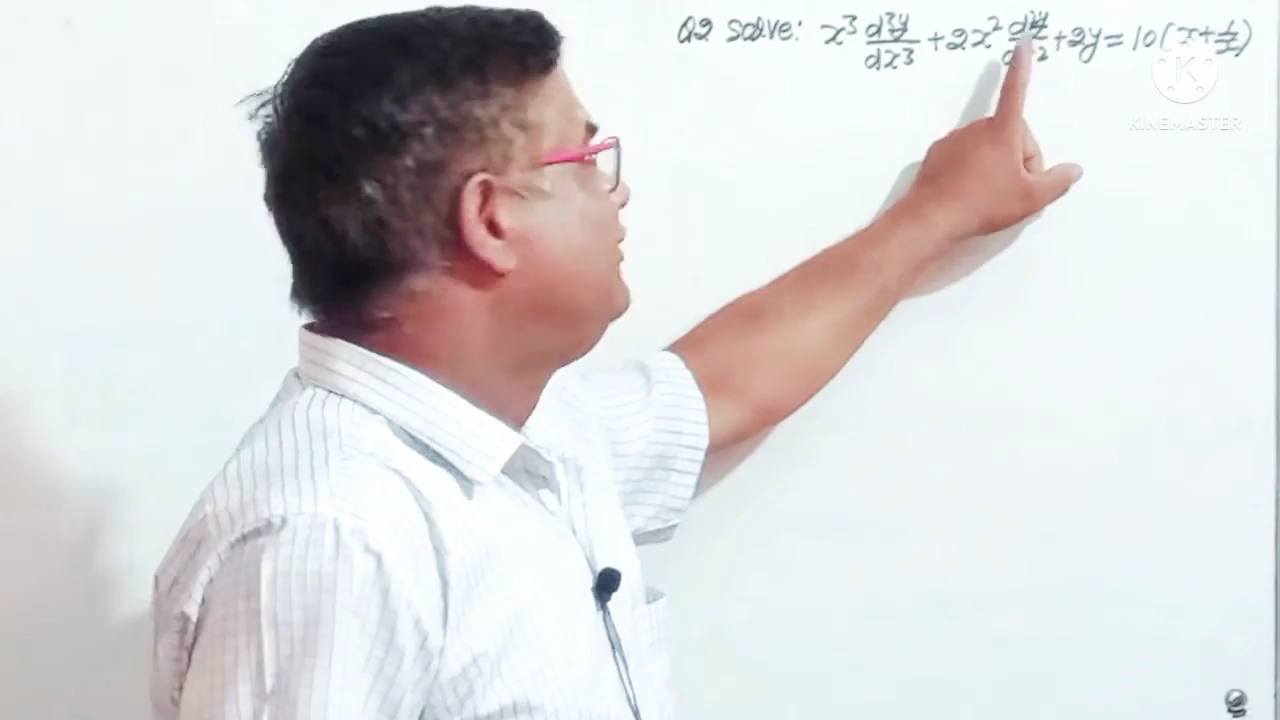 Q2 solve: x³ d³y/dx³ + 2x² d²y/dx² + 2y = 10(x + 1/x)
K
KINEMASTER